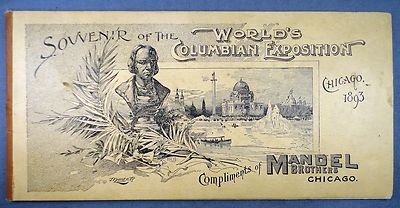 SOUVENIR OF THE WORLD'S
COLUMBIAN EXPOSITION
CHICAGO.
1893
Compliments of MANDEL
BROTHERS
CHICAGO.